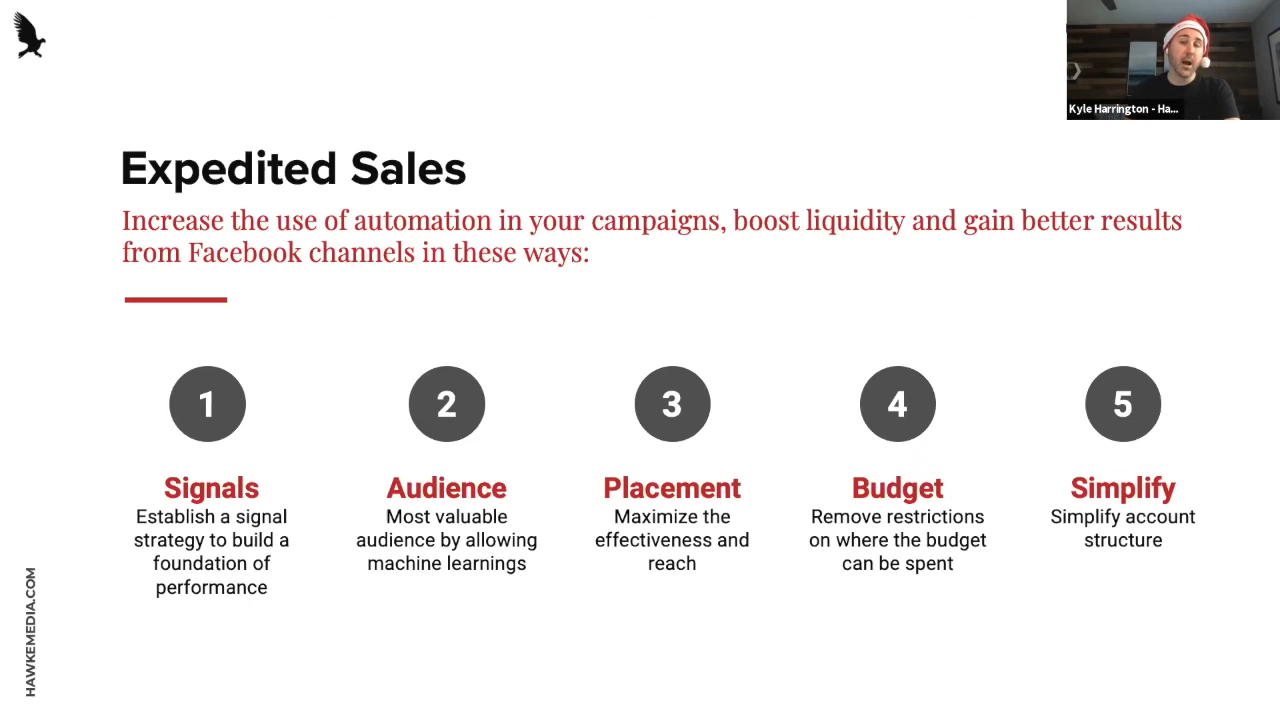 Kyle Harrington - Ha...
Expedited Sales
Increase the use of automation in your campaigns, boost liquidity and gain better results
from Facebook channels in these ways:
1
Signals
Establish a signal
strategy to build a
foundation of
performance
2
Audience
Most valuable
audience by allowing
machine learnings
3
Placement
Maximize the
effectiveness and
reach
4
Budget
Remove restrictions
on where the budget
can be spent
5
Simplify
Simplify account
structure
HAWKEMEDIA.COM